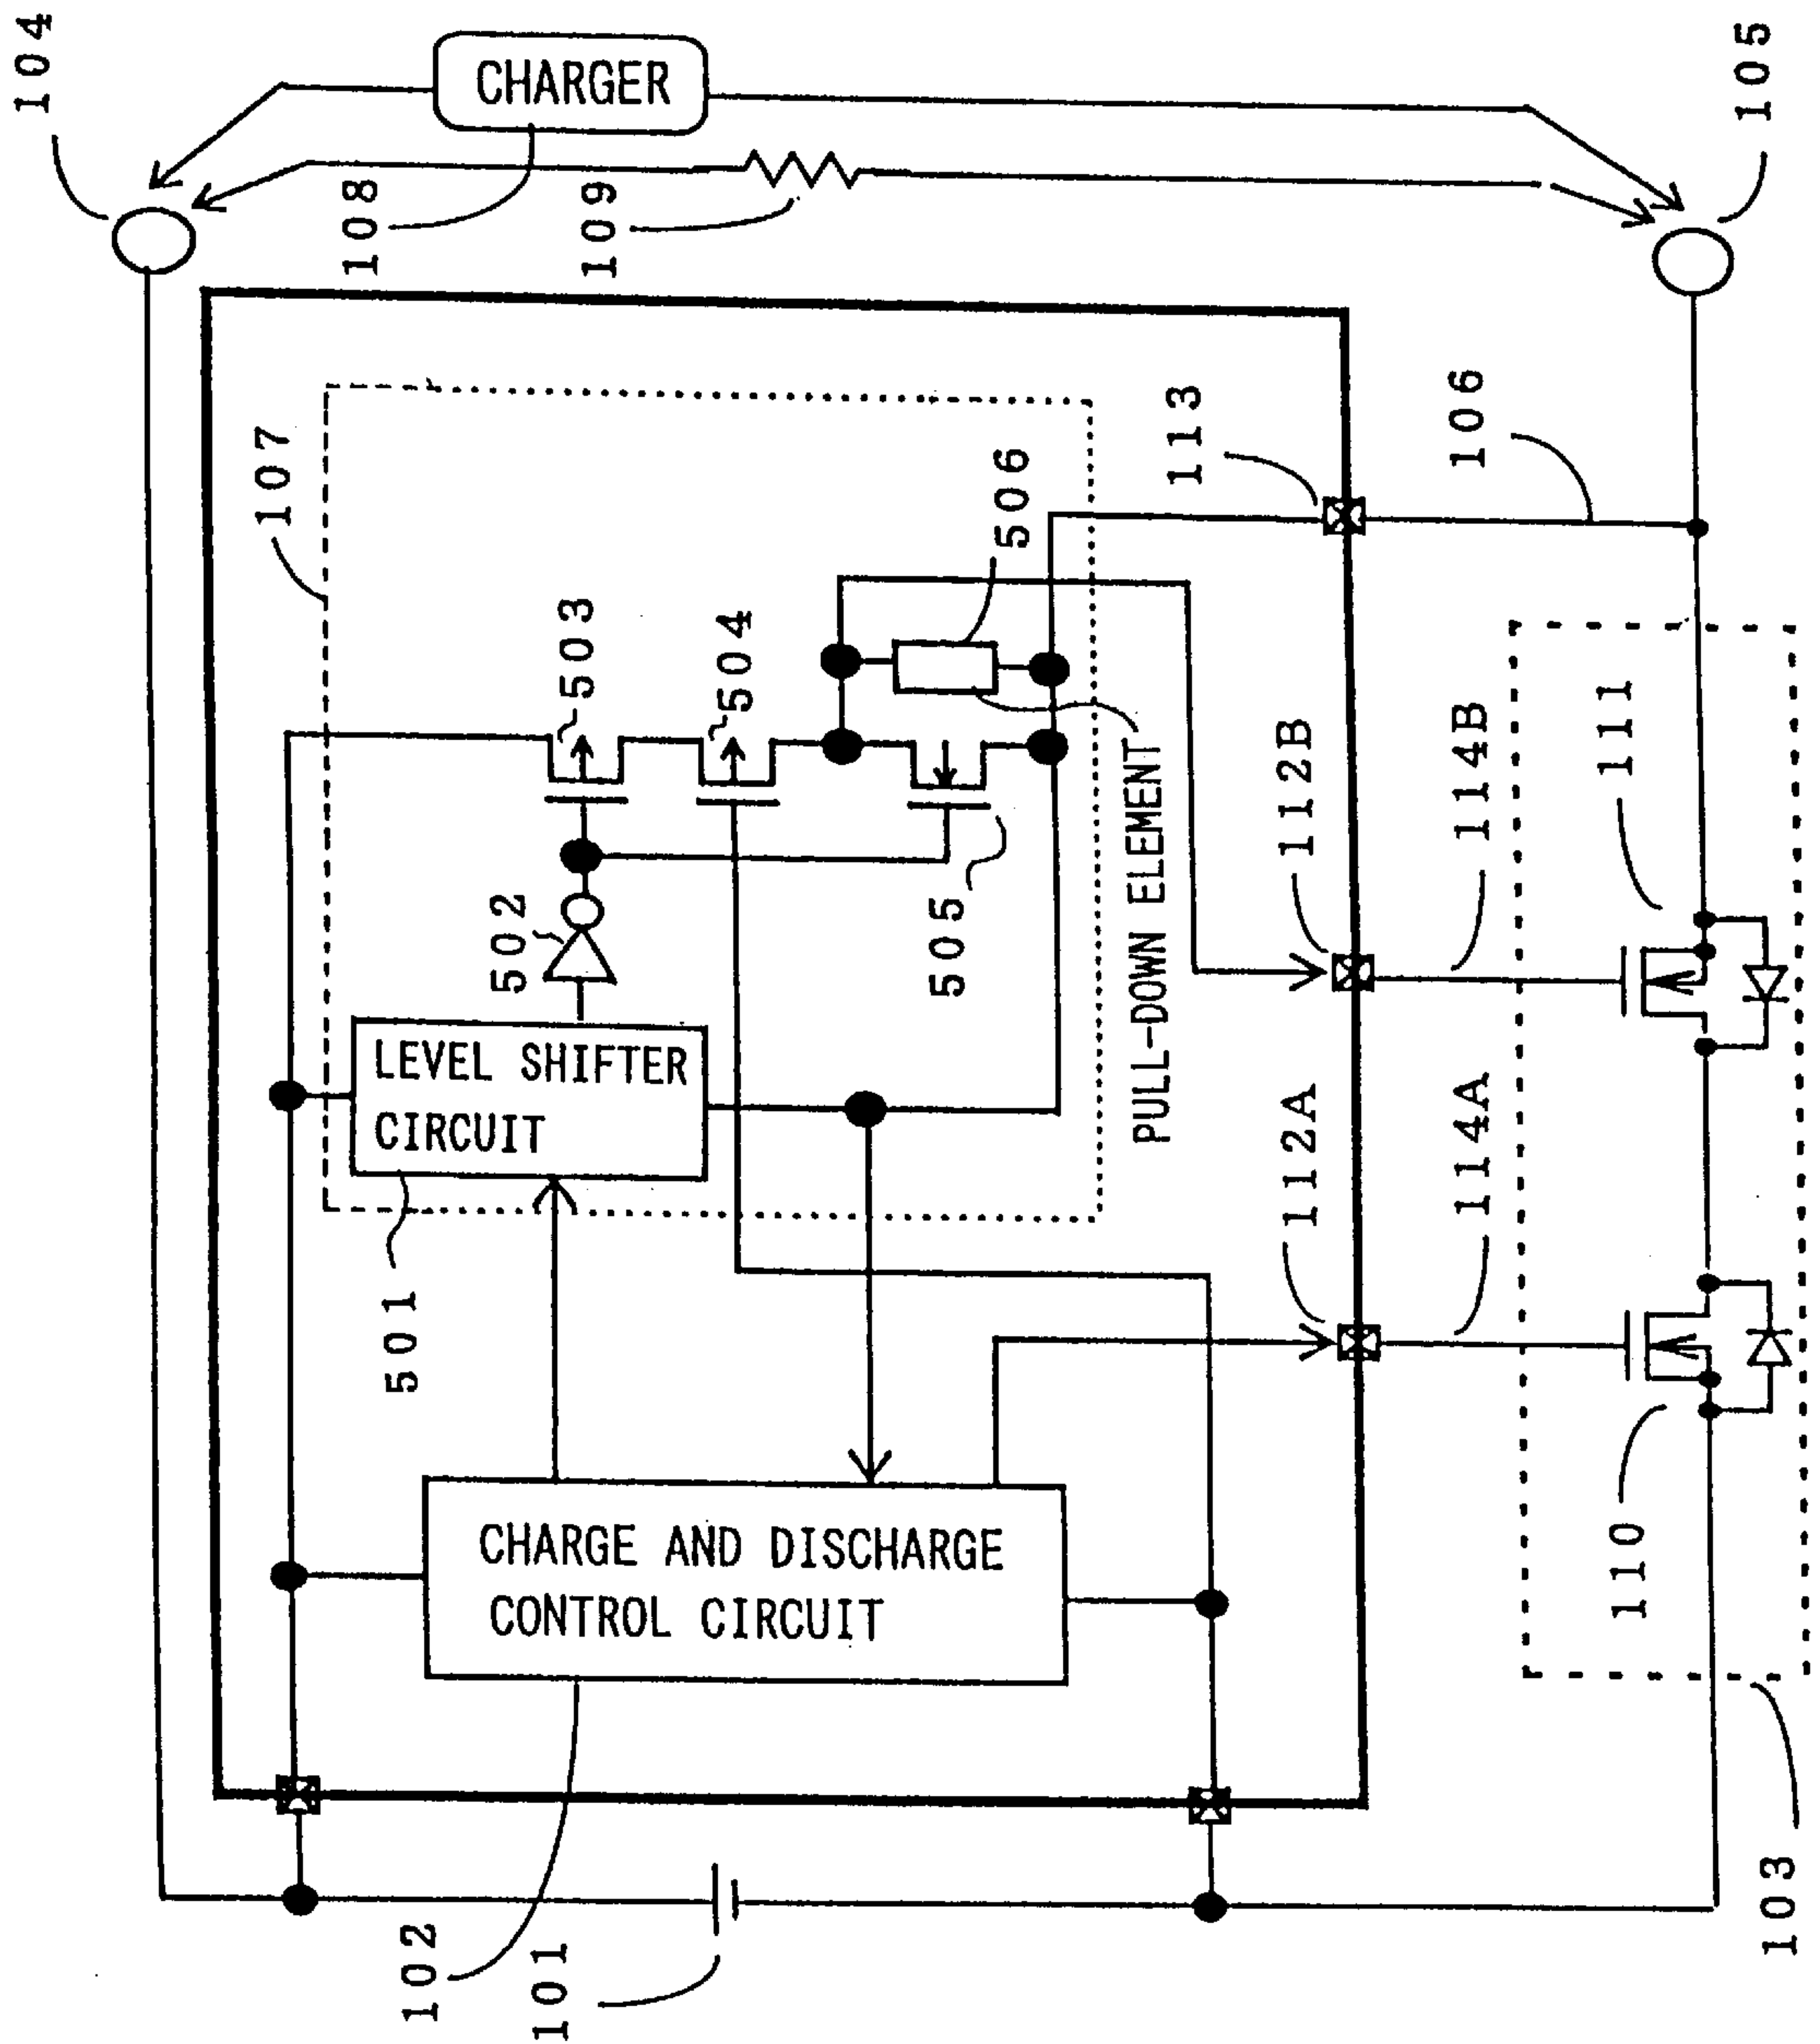 104
CHARGER
108
109
105
107
503
504
506
113
106
502
505
LEVEL SHIFTER
CIRCUIT
PULL-DOWN ELEMENT
112B
114B
111
501
112A
114A
110
CHARGE AND DISCHARGE
CONTROL CIRCUIT
102
101
103